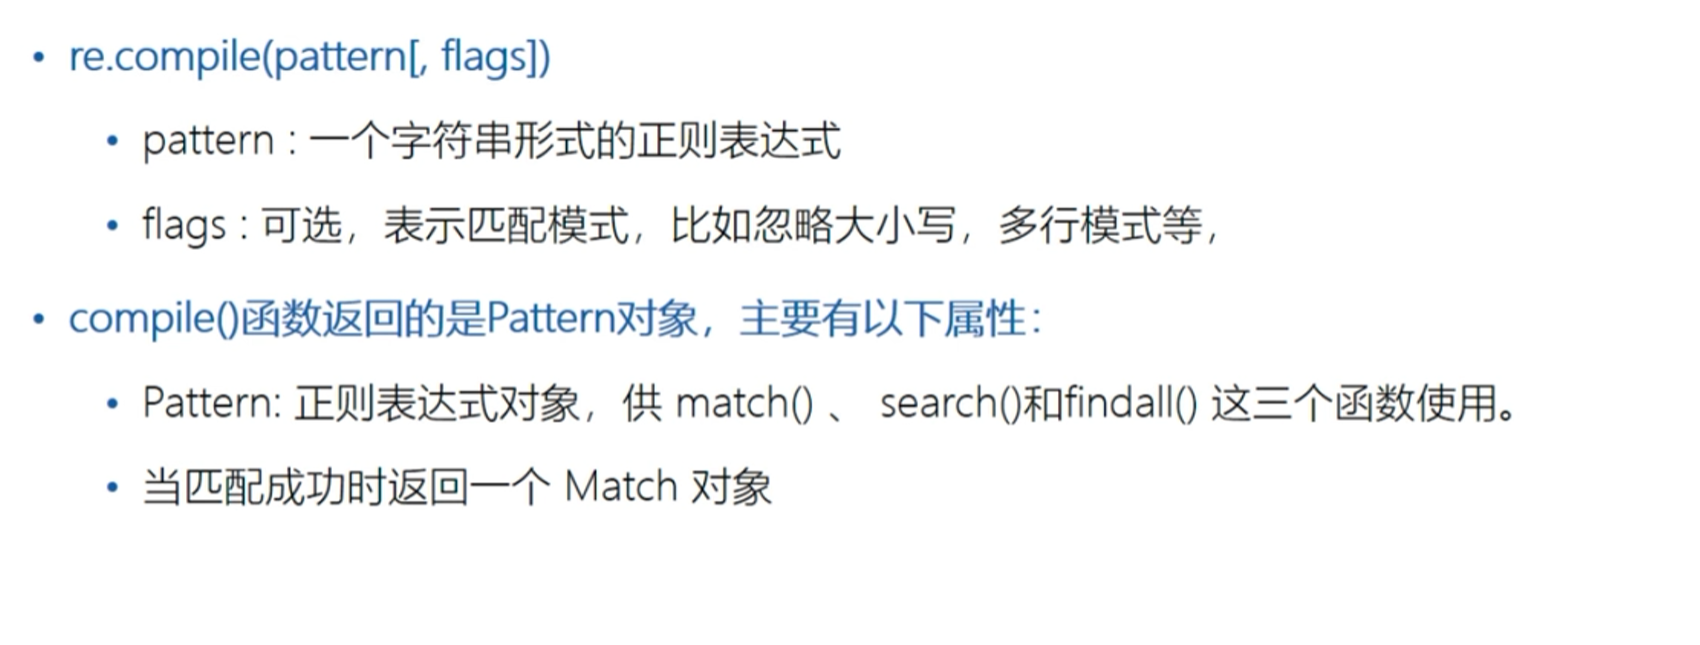 • re.compile(pattern[, flags])
• pattern : 一个字符串形式的正则表达式
• flags : 可选，表示匹配模式，比如忽略大小写，多行模式等，
• compile()函数返回的是Pattern对象，主要有以下属性：
• Pattern: 正则表达式对象，供 match() 、 search()和findall() 这三个函数使用。
• 当匹配成功时返回一个 Match 对象